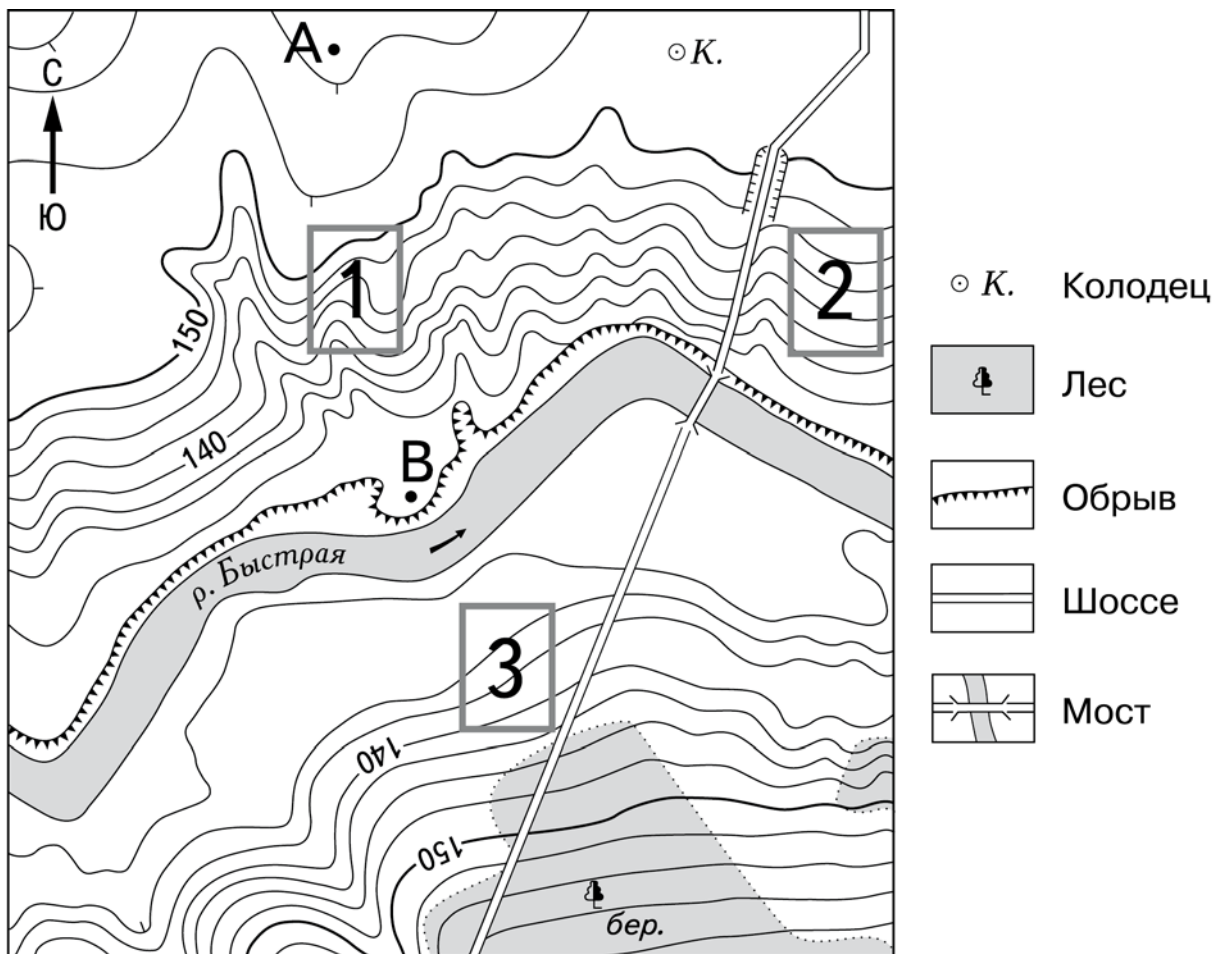 А
К.
С
Ю
1
2
150
140
В
р. Быстрая
3
140
150
бер.
К. Колодец
Лес
Обрыв
Шоссе
Мост